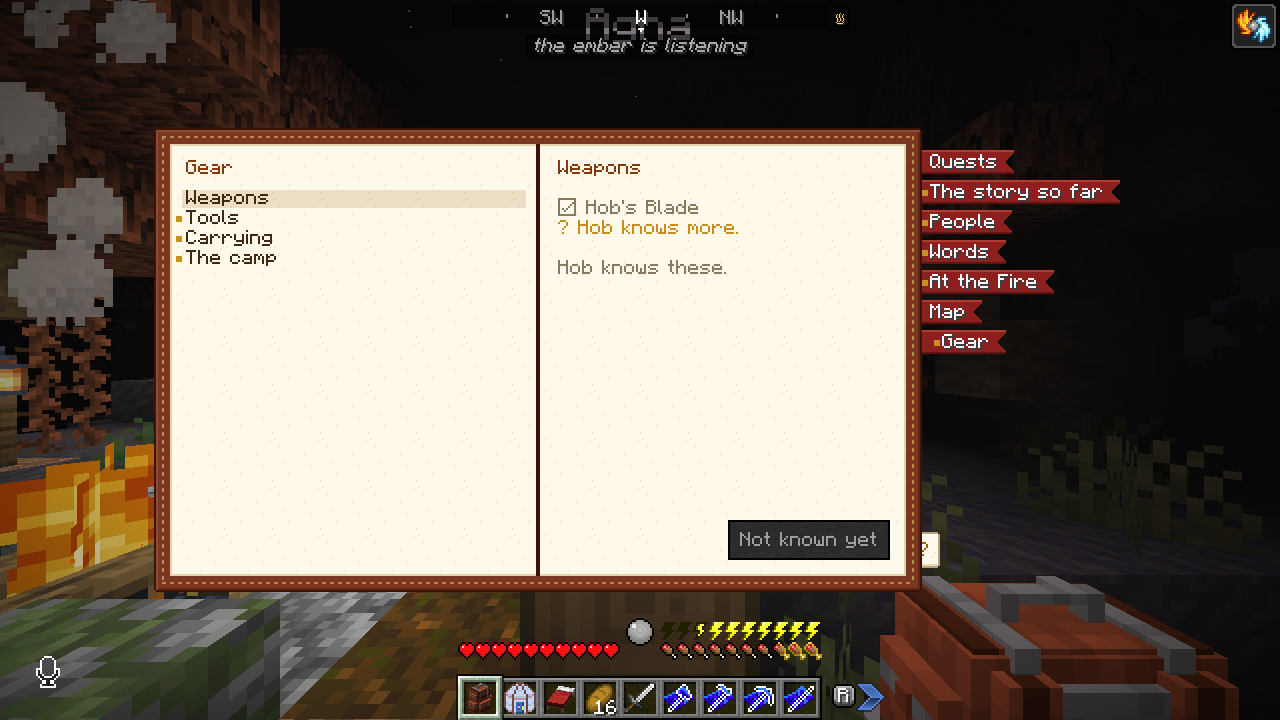 SW W NW
Agna
the ember is listening
Gear
Weapons
Tools
Carrying
The camp
Weapons
Hob's Blade
? Hob knows more.
Hob knows these.
Not known yet
Quests
The story so far
People
Words
At the Fire
Map
Gear
?
16
R